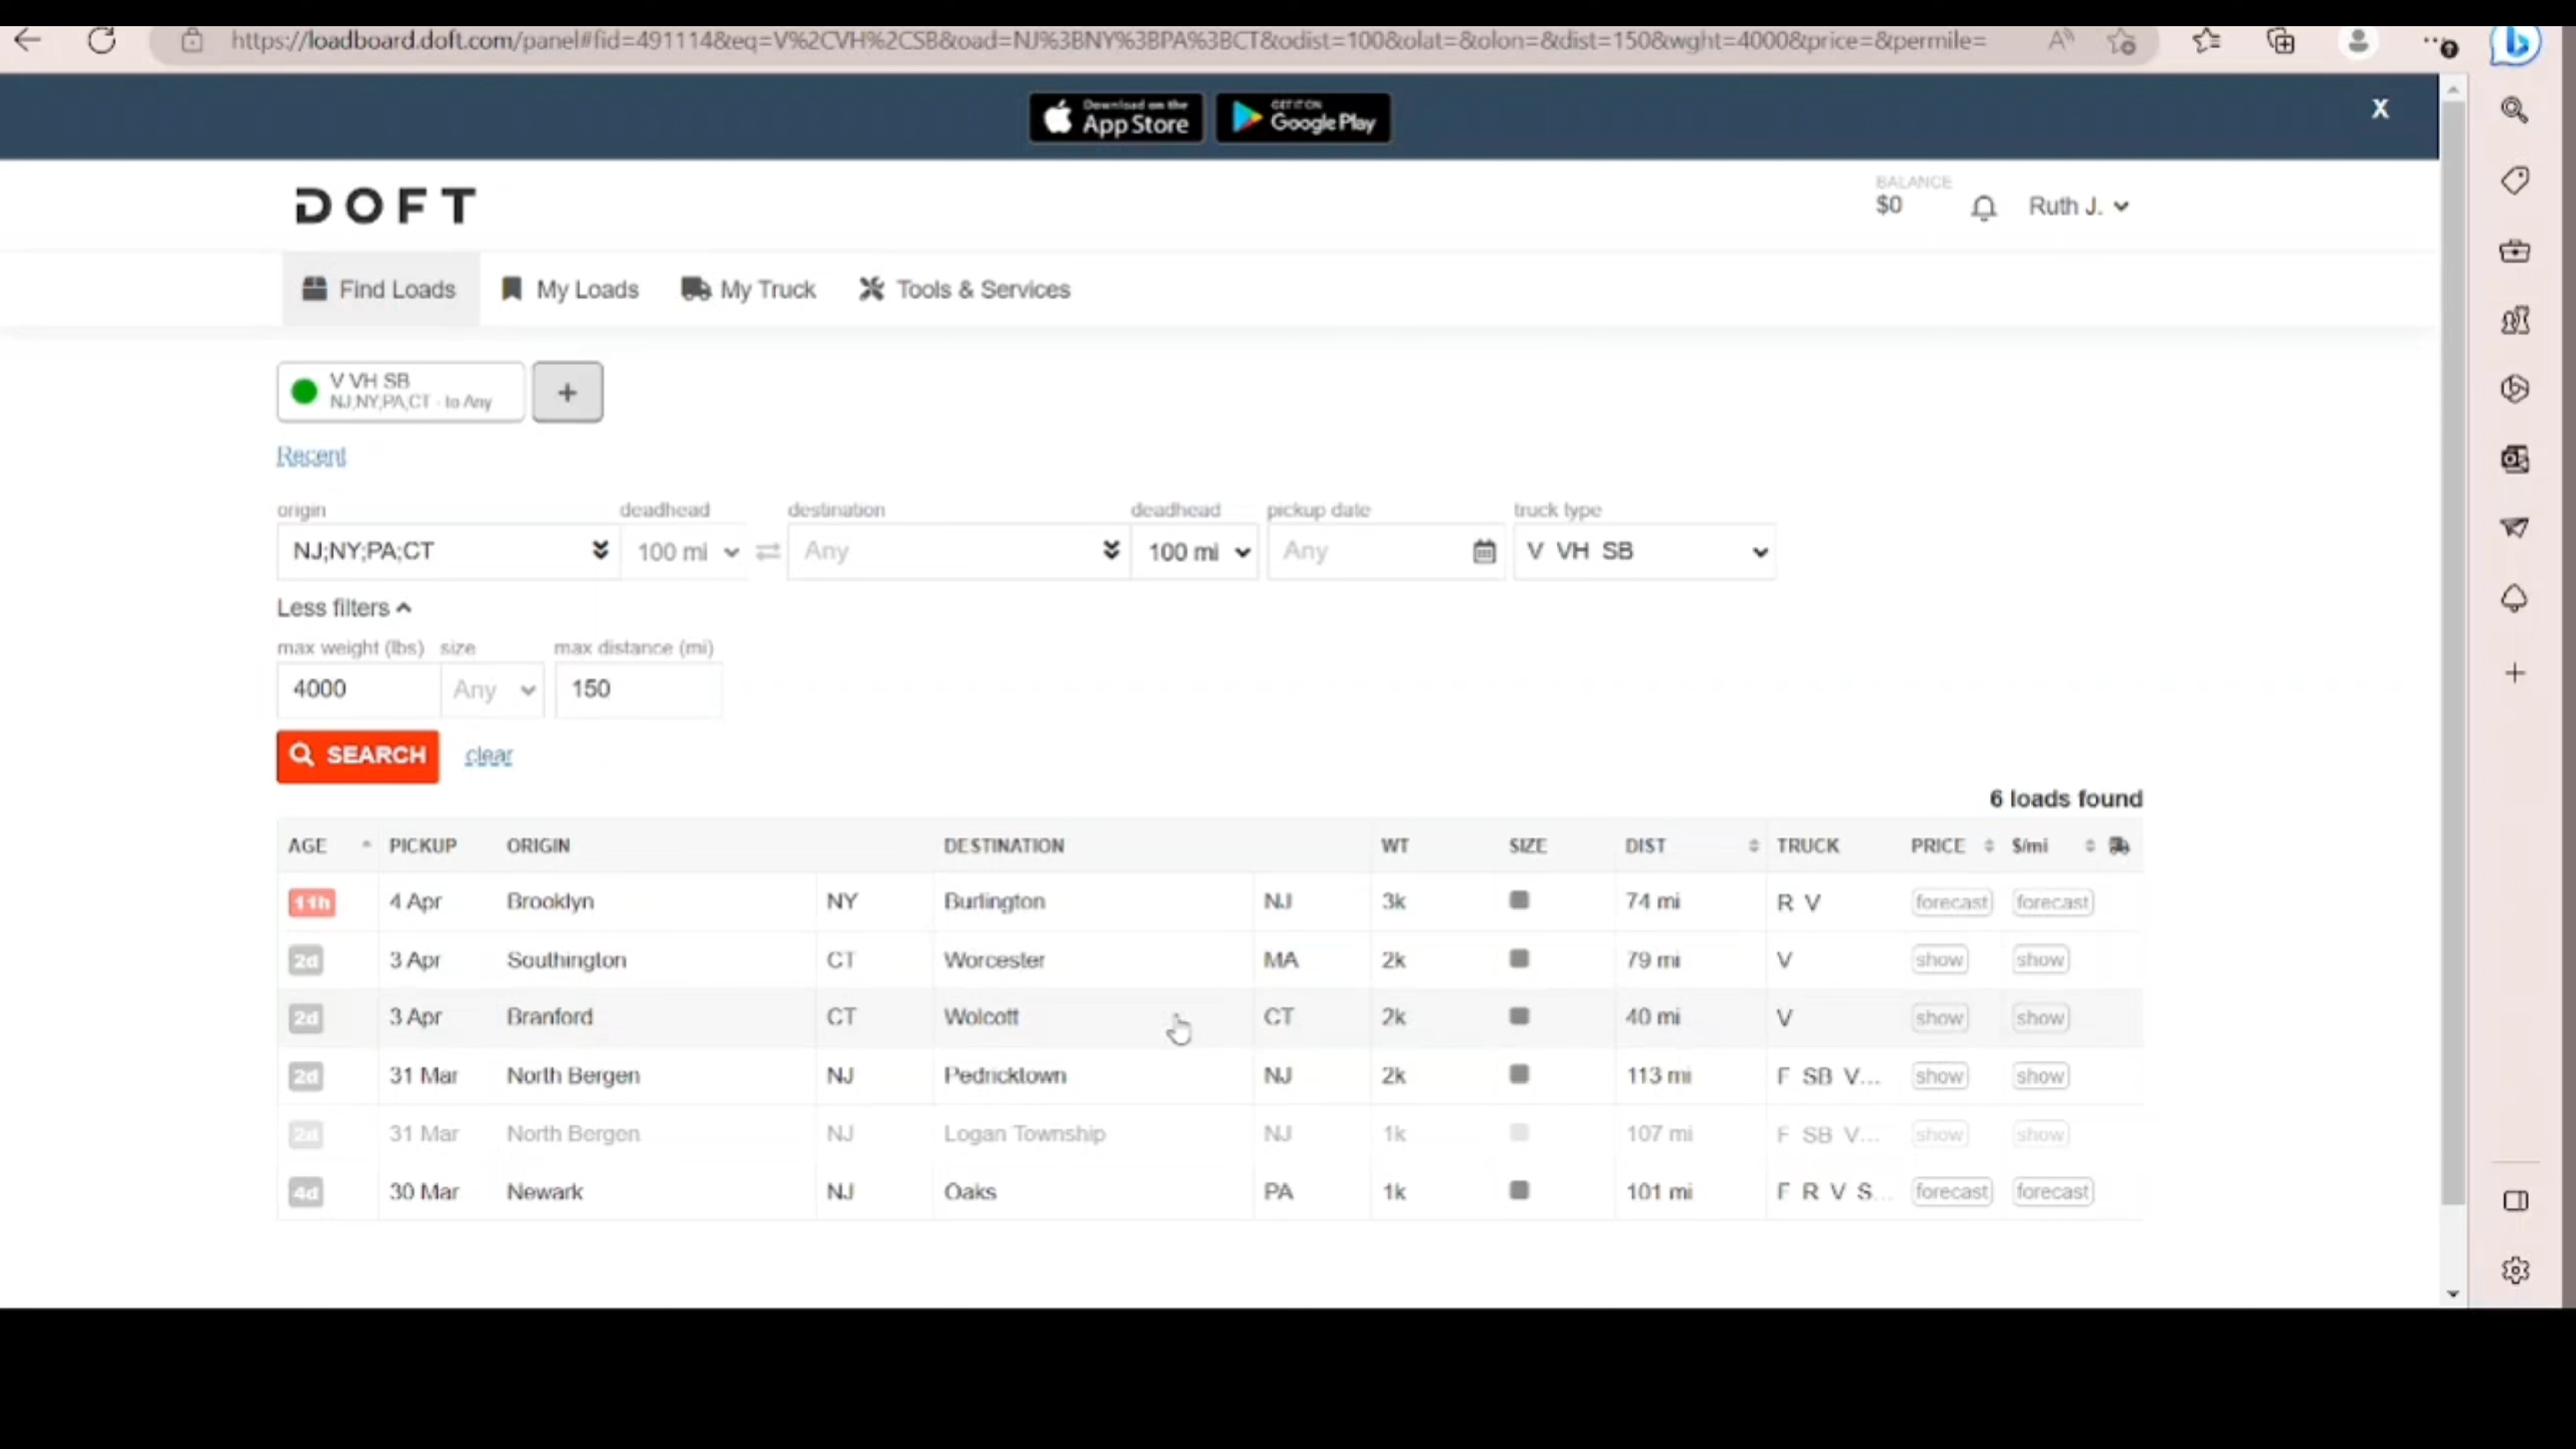 https://loadboard.doft.com/panel#fid=491114&eq=V%2CVH%2CSB&oad=NJ%3BNY%3BPA%3BCT&odist=100&olat=&olon=&dist=150&wght=4000&price=&permile=
Download on the App Store
GET IT ON Google Play
X
DOFT
BALANCE
$0
Ruth J.
Find Loads My Loads My Truck Tools & Services
V VH SB
NJ,NY,PA,CT - to Any
+
Recent
origin deadhead destination deadhead pickup date truck type
NJ;NY;PA;CT 100 mi Any 100 mi Any V VH SB
Less filters
max weight (lbs) size max distance (mi)
4000 Any 150
SEARCH clear
6 loads found
AGE PICKUP ORIGIN DESTINATION WT SIZE DIST TRUCK PRICE $/mi
11h 4 Apr Brooklyn NY Burlington NJ 3k 74 mi R V forecast forecast
2d 3 Apr Southington CT Worcester MA 2k 79 mi V show show
2d 3 Apr Branford CT Wolcott CT 2k 40 mi V show show
2d 31 Mar North Bergen NJ Pedricktown NJ 2k 113 mi F SB V... show show
2d 31 Mar North Bergen NJ Logan Township NJ 1k 107 mi F SB V... show show
4d 30 Mar Newark NJ Oaks PA 1k 101 mi F R V S... forecast forecast